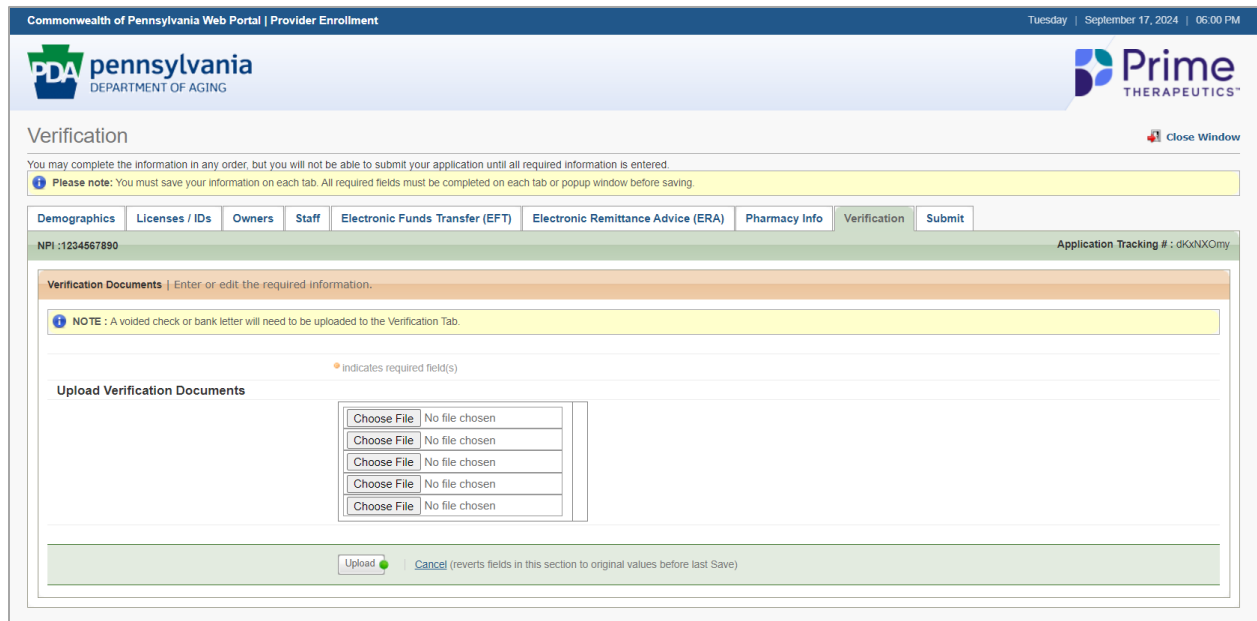 Commonwealth of Pennsylvania Web Portal | Provider Enrollment
Tuesday | September 17, 2024 | 06:00 PM
PDA pennsylvania
DEPARTMENT OF AGING
Prime
THERAPEUTICS™
Verification
Close Window
You may complete the information in any order, but you will not be able to submit your application until all required information is entered.
Please note: You must save your information on each tab. All required fields must be completed on each tab or popup window before saving.
Demographics Licenses / IDs Owners Staff Electronic Funds Transfer (EFT) Electronic Remittance Advice (ERA) Pharmacy Info Verification Submit
NPI :1234567890
Application Tracking # : dKxNXOmy
Verification Documents | Enter or edit the required information.
NOTE : A voided check or bank letter will need to be uploaded to the Verification Tab.
indicates required field(s)
Upload Verification Documents
Choose File No file chosen
Choose File No file chosen
Choose File No file chosen
Choose File No file chosen
Choose File No file chosen
Upload | Cancel (reverts fields in this section to original values before last Save)